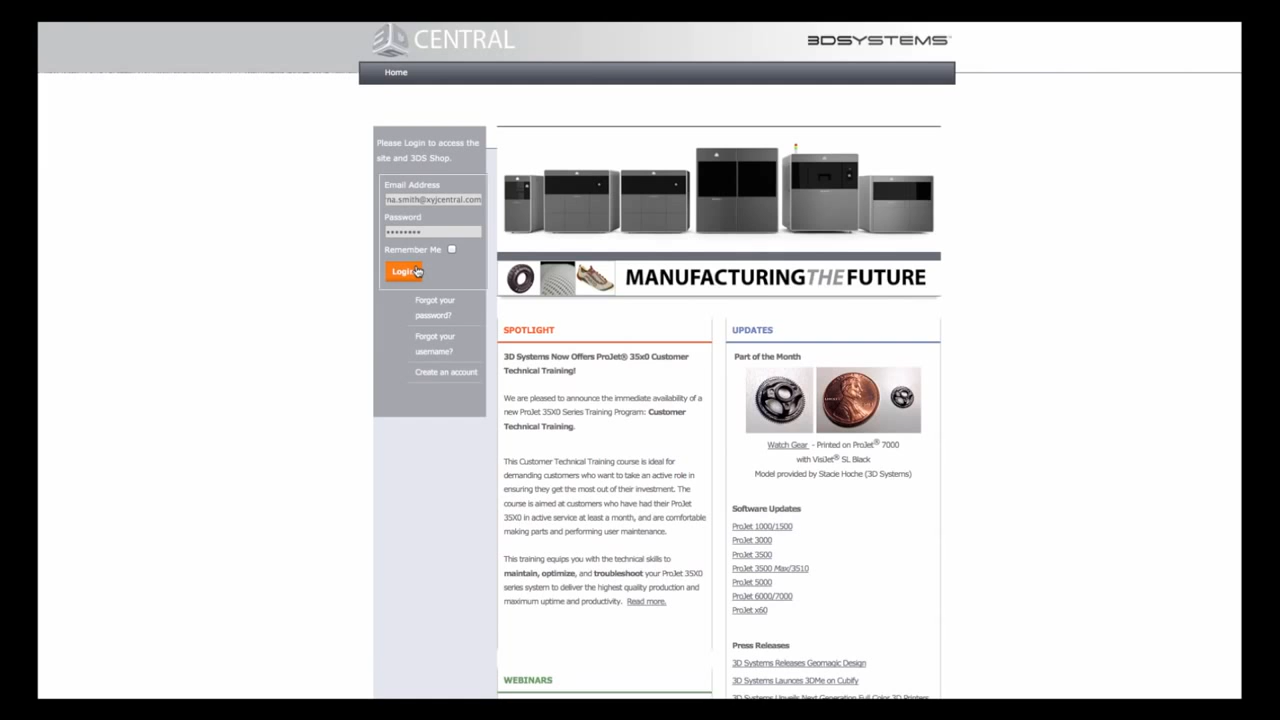 3D CENTRAL
3DSYSTEMS™
Home
Please Login to access the
site and 3DS Shop.
Email Address
na.smith@xyjcentral.com
Password
••••••••
Remember Me
Login
Forgot your
password?
Forgot your
username?
Create an account
MANUFACTURINGTHEFUTURE
SPOTLIGHT
3D Systems Now Offers ProJet® 35x0 Customer
Technical Training!
We are pleased to announce the immediate availability of a
new ProJet 35X0 Series Training Program: Customer
Technical Training.
This Customer Technical Training course is ideal for
demanding customers who want to take an active role in
ensuring they get the most out of their investment. The
course is aimed at customers who have had their ProJet
35X0 in active service at least a month, and are comfortable
making parts and performing user maintenance.
This training equips you with the technical skills to
maintain, optimize, and troubleshoot your ProJet 35X0
series system to deliver the highest quality production and
maximum uptime and productivity. Read more.
WEBINARS
UPDATES
Part of the Month
Watch Gear - Printed on ProJet® 7000
with VisiJet® SL Black
Model provided by Stacie Hoche (3D Systems)
Software Updates
ProJet 1000/1500
ProJet 3000
ProJet 3500
ProJet 3500 Max/3510
ProJet 5000
ProJet 6000/7000
ProJet x60
Press Releases
3D Systems Releases Geomagic Design
3D Systems Launces 3DMe on Cubify
3D Systems Unveils Next Generation Full Color 3D Printers